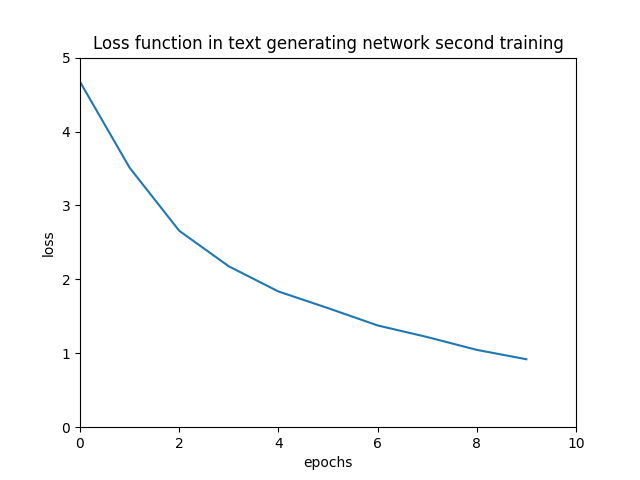 Loss function in text generating network second training
5
4
3
2
1
0
loss
0 2 4 6 8 10
epochs